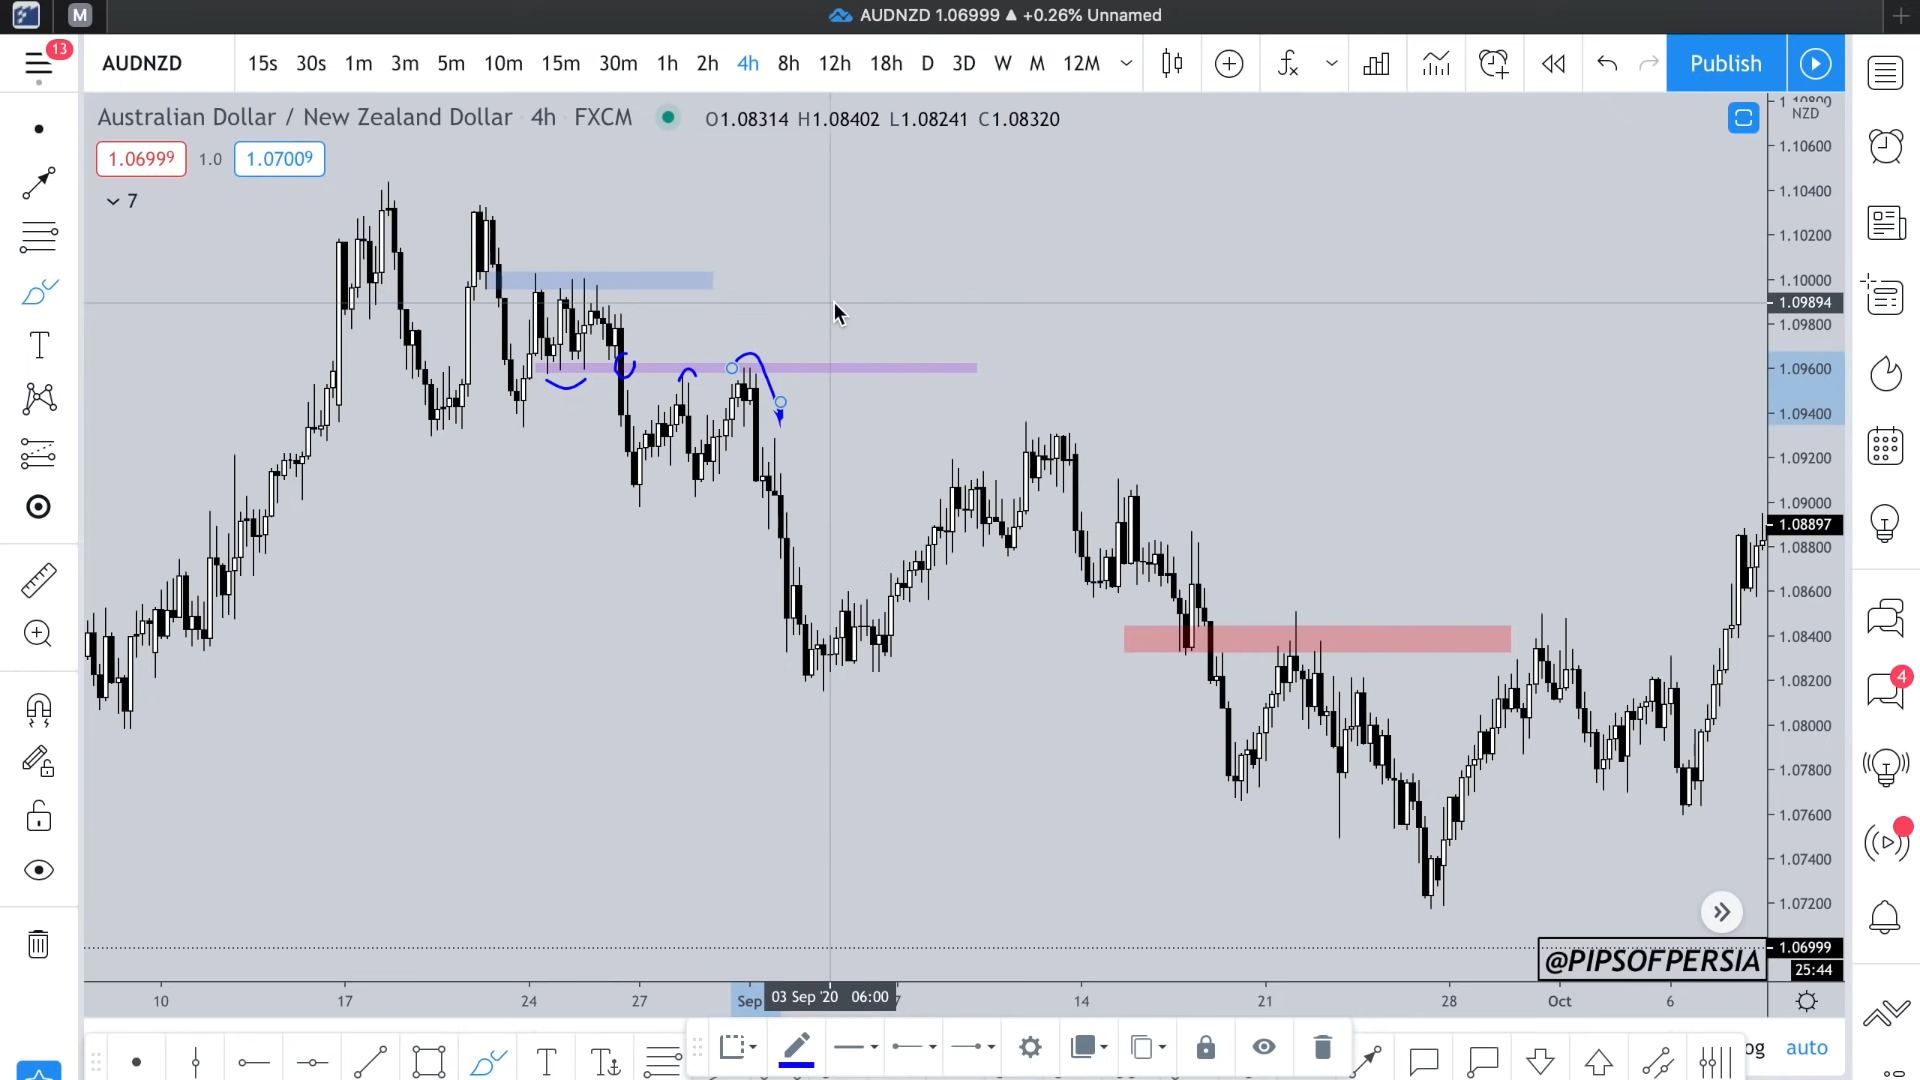 M
AUDNZD 1.06999 ▲ +0.26% Unnamed
13
AUDNZD 15s 30s 1m 3m 5m 10m 15m 30m 1h 2h 4h 8h 12h 18h D 3D W M 12M
Publish
Australian Dollar / New Zealand Dollar 4h FXCM
O1.08314 H1.08402 L1.08241 C1.08320
NZD
1.06999 1.0 1.07009
7
1.10600
1.10400
1.10200
1.10000
1.09894
1.09800
1.09600
1.09400
1.09200
1.09000
1.08897
1.08800
1.08600
1.08400
1.08200
1.08000
1.07800
1.07600
1.07400
1.07200
1.06999
25:44
4
@PIPSOFPERSIA
10 17 24 27 Sep 03 Sep '20 06:00 7 14 21 28 Oct 6
T T
og auto